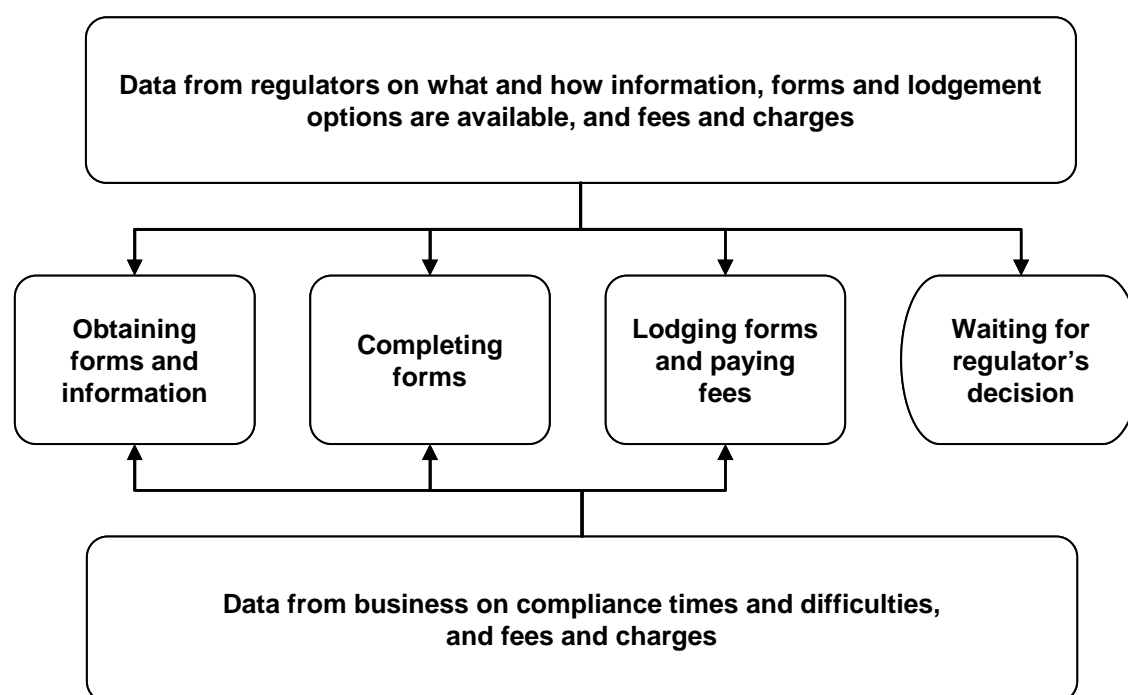 Data from regulators on what and how information, forms and lodgement
options are available, and fees and charges
Obtaining
forms and
information
Completing
forms
Lodging forms
and paying
fees
Waiting for
regulator’s
decision
Data from business on compliance times and difficulties,
and fees and charges